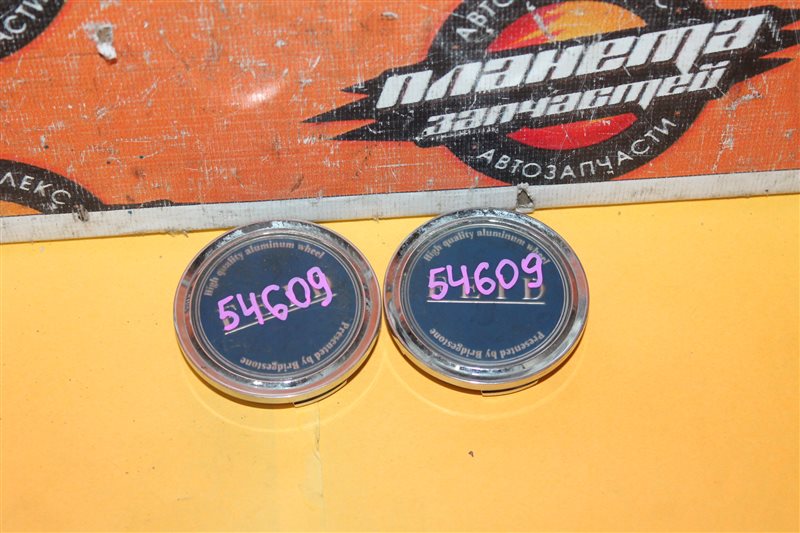 АВТО
планета
запчастей
АВТОЗАПЧАСТИ
ЛЕКС
High quality aluminum wheel
54609
Presented by Bridgestone
High quality aluminum wheel
54609
Presented by Bridgestone